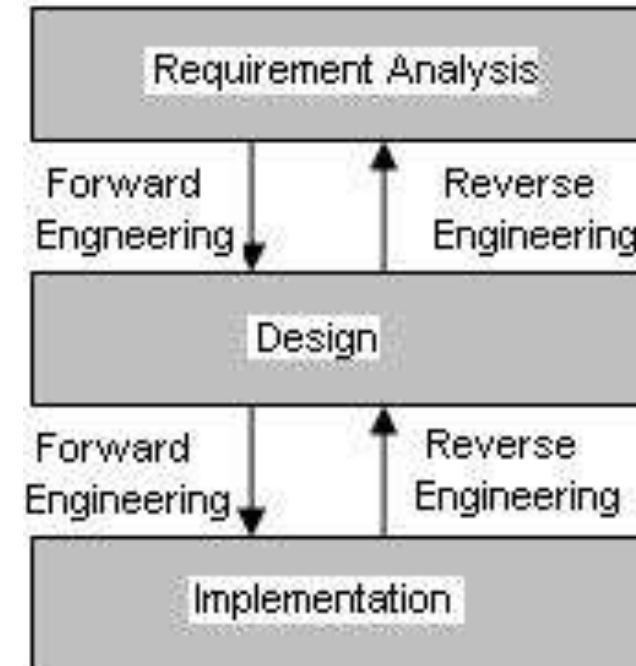 Requirement Analysis
Forward
Engneering
Reverse
Engineering
Design
Forward
Engineering
Reverse
Engineering
Implementation